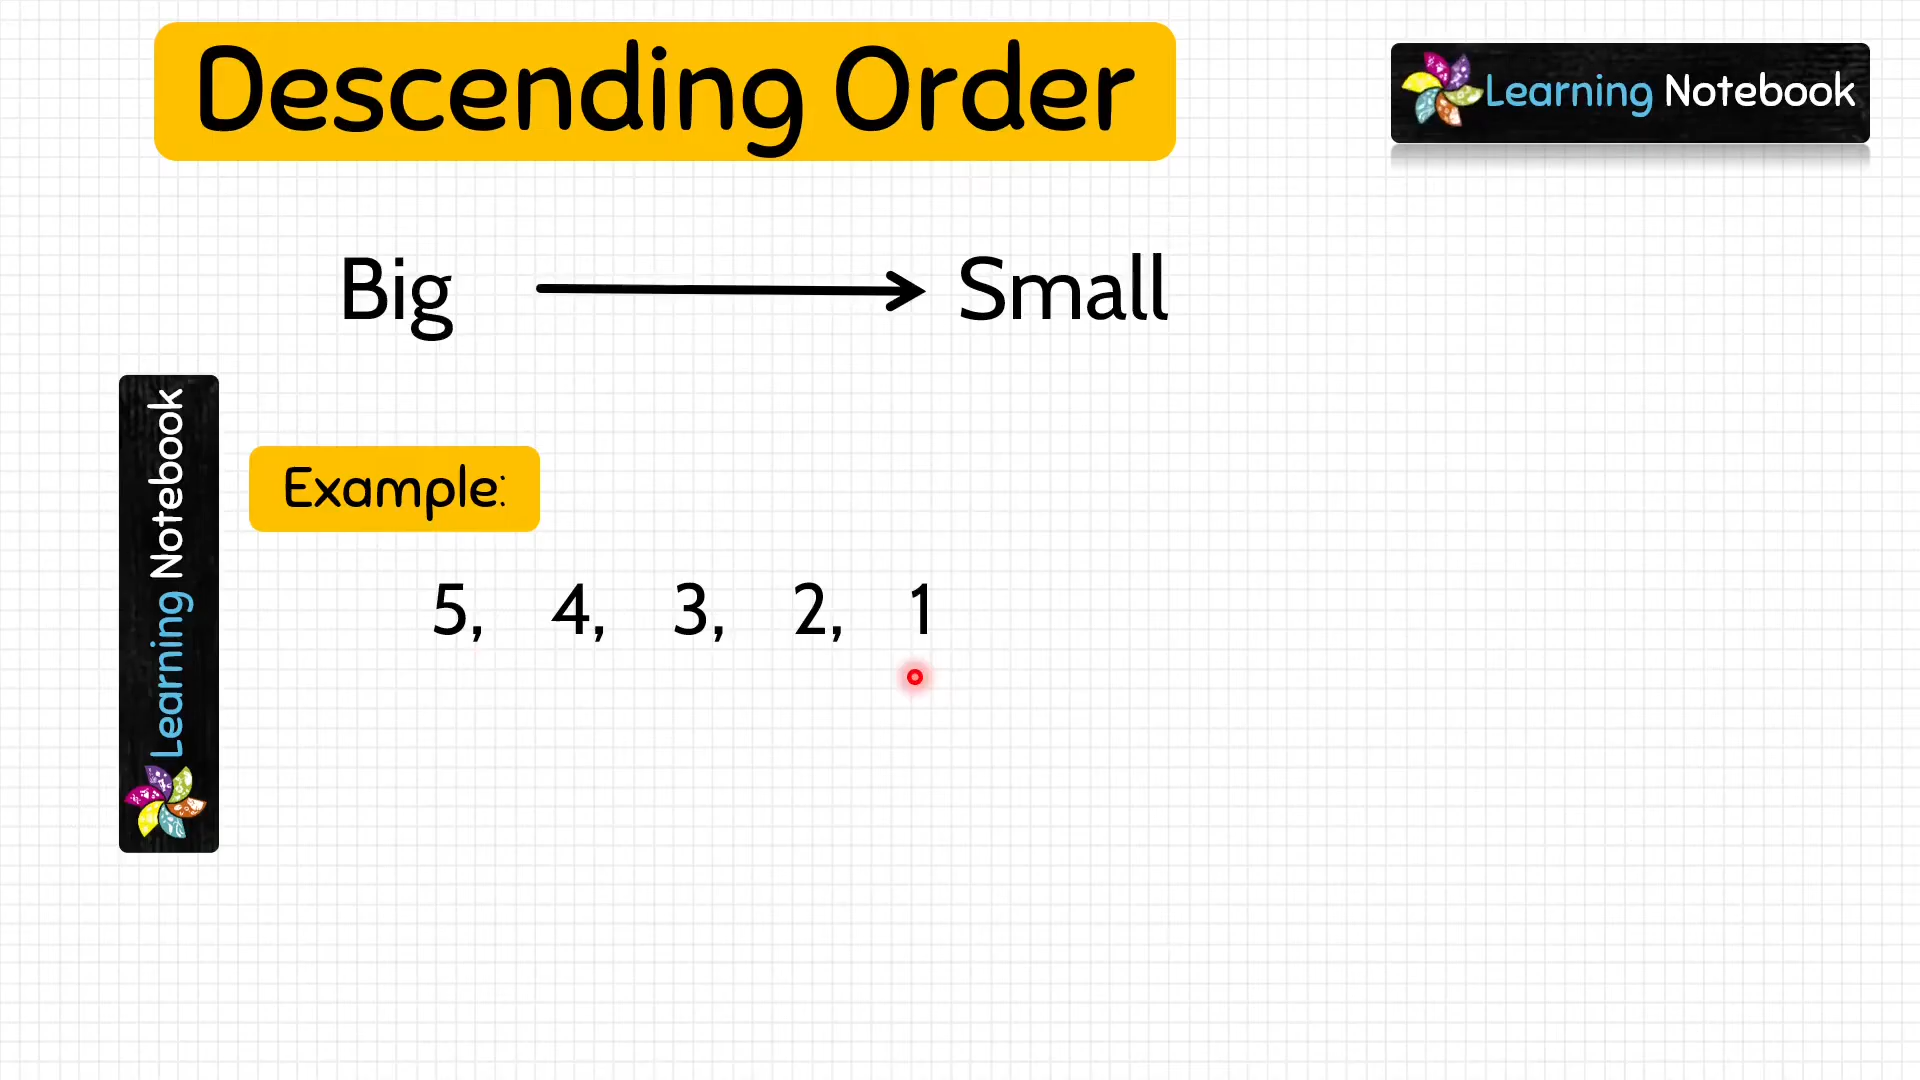 Descending Order
Learning Notebook
Big
Small
Learning Notebook
Example:
5, 4, 3, 2, 1